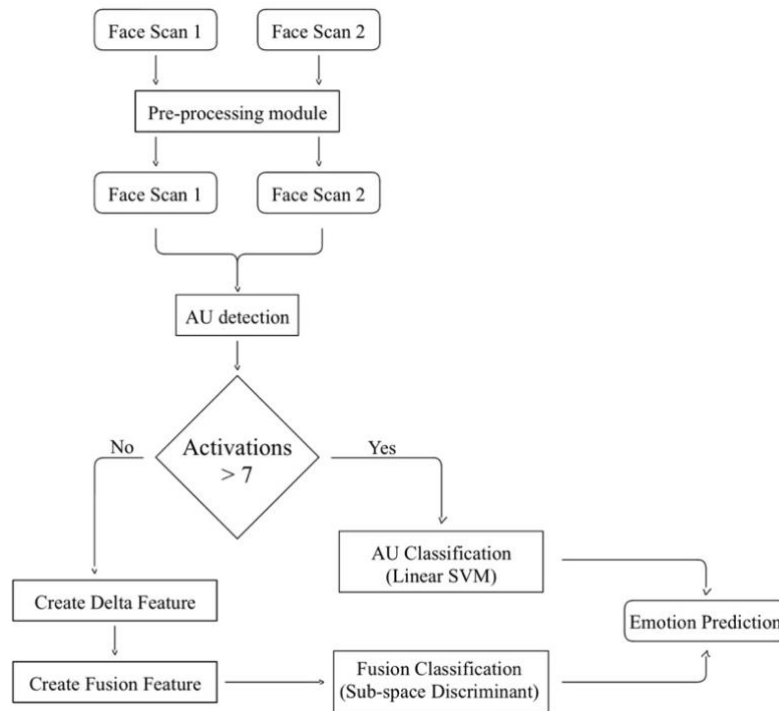 Face Scan 1
Face Scan 2
Pre-processing module
Face Scan 1
Face Scan 2
AU detection
Activations
> 7
No
Yes
AU Classification
(Linear SVM)
Create Delta Feature
Emotion Prediction
Create Fusion Feature
Fusion Classification
(Sub-space Discriminant)